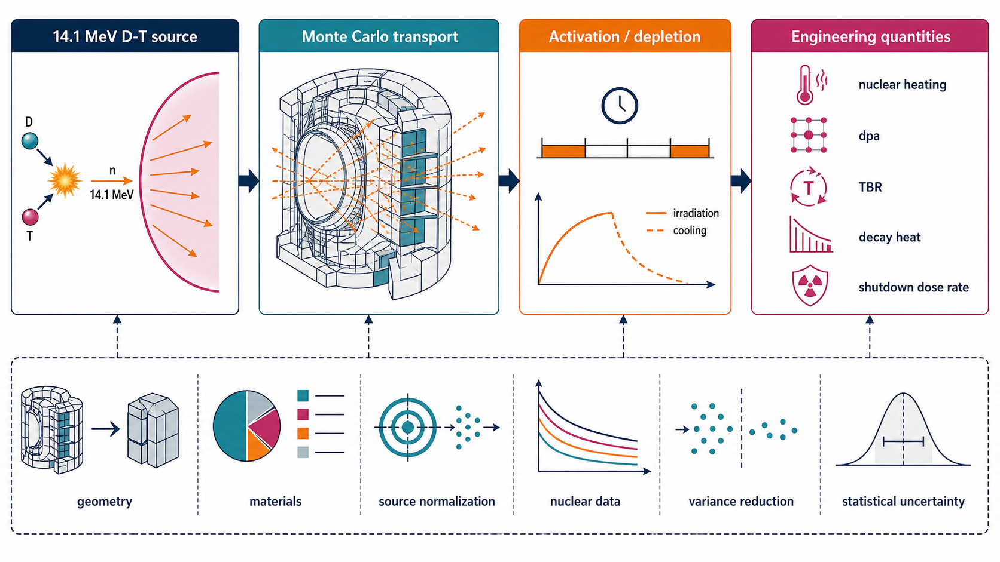 14.1 MeV D-T source
D
n
14.1 MeV
T
Monte Carlo transport
Activation / depletion
irradiation
cooling
Engineering quantities
nuclear heating
dpa
T
TBR
decay heat
shutdown dose rate
geometry
materials
source normalization
nuclear data
variance reduction
statistical uncertainty